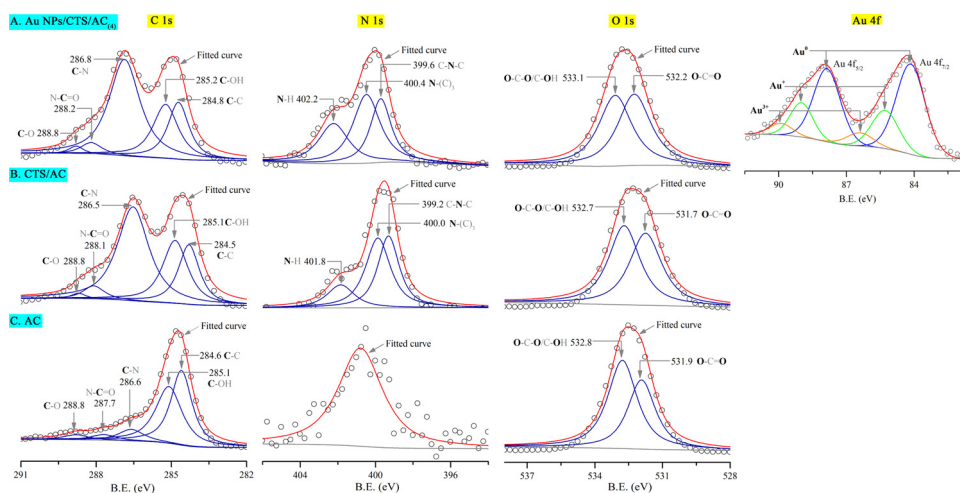 C 1s
N 1s
O 1s
Au 4f
A. Au NPs/CTS/AC(4)
286.8
C-N
N-C=O
288.2
C-O 288.8
Fitted curve
285.2 C-OH
284.8 C-C
Fitted curve
399.6 C-N-C
400.4 N-(C)3
N-H 402.2
Fitted curve
O-C-O/C-OH 533.1
532.2 O-C=O
Au0
Au 4f5/2
Au 4f7/2
Au+
Au3+
90
87
84
B.E. (eV)
B. CTS/AC
C-N
286.5
N-C=O
288.1
C-O 288.8
Fitted curve
285.1C-OH
284.5
C-C
Fitted curve
399.2 C-N-C
400.0 N-(C)3
N-H 401.8
Fitted curve
O-C-O/C-OH 532.7
531.7 O-C=O
C. AC
Fitted curve
284.6 C-C
285.1
C-OH
C-N
286.6
N-C=O
287.7
C-O 288.8
Fitted curve
Fitted curve
O-C-O/C-OH 532.8
531.9 O-C=O
291
288
285
282
B.E. (eV)
404
400
396
B.E. (eV)
537
534
531
528
B.E. (eV)